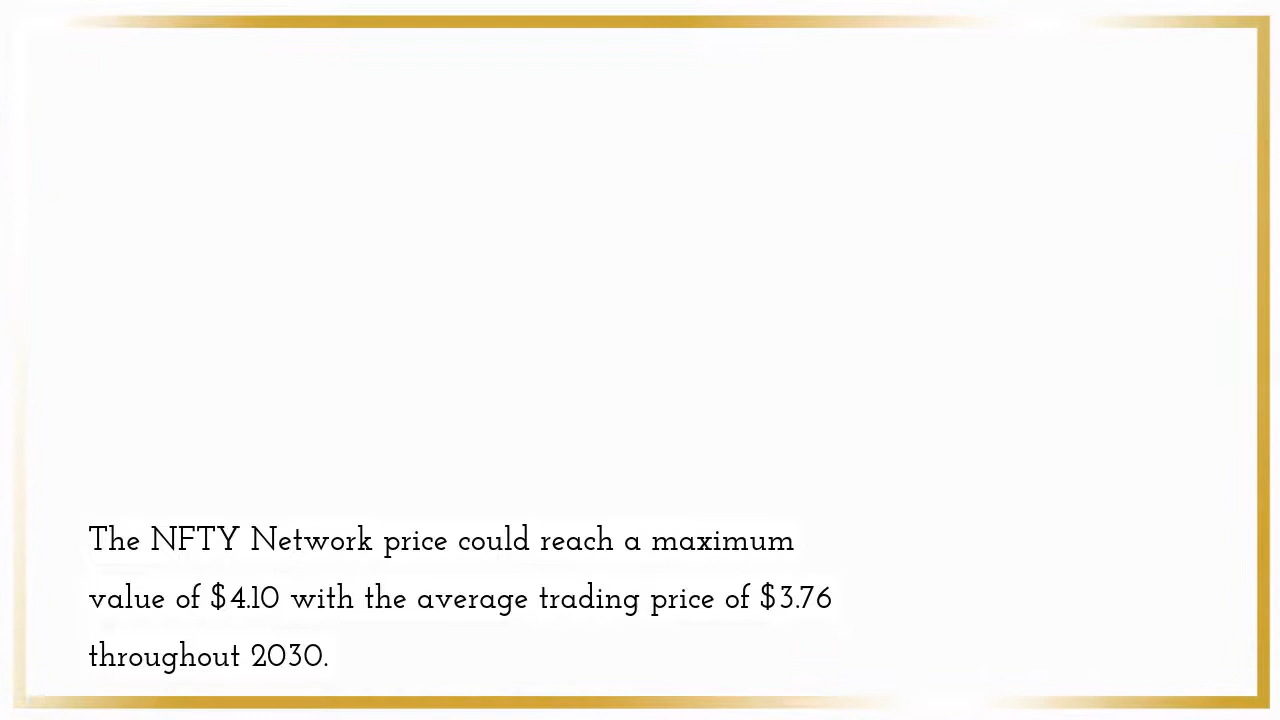 The NFTY Network price could reach a maximum
value of $4.10 with the average trading price of $3.76
throughout 2030.